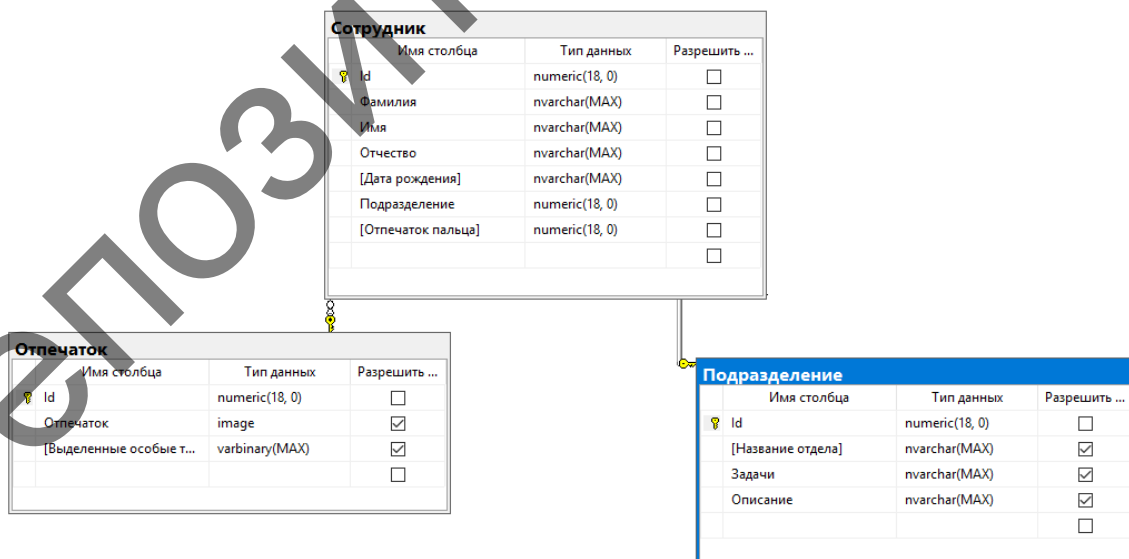 Сотрудник
Имя столбца Тип данных Разрешить ...
Id numeric(18, 0)
Фамилия nvarchar(MAX)
Имя nvarchar(MAX)
Отчество nvarchar(MAX)
[Дата рождения] nvarchar(MAX)
Подразделение numeric(18, 0)
[Отпечаток пальца] numeric(18, 0)
Отпечаток
Имя столбца Тип данных Разрешить ...
Id numeric(18, 0)
Отпечаток image
[Выделенные особые т... varbinary(MAX)
Подразделение
Имя столбца Тип данных Разрешить ...
Id numeric(18, 0)
[Название отдела] nvarchar(MAX)
Задачи nvarchar(MAX)
Описание nvarchar(MAX)